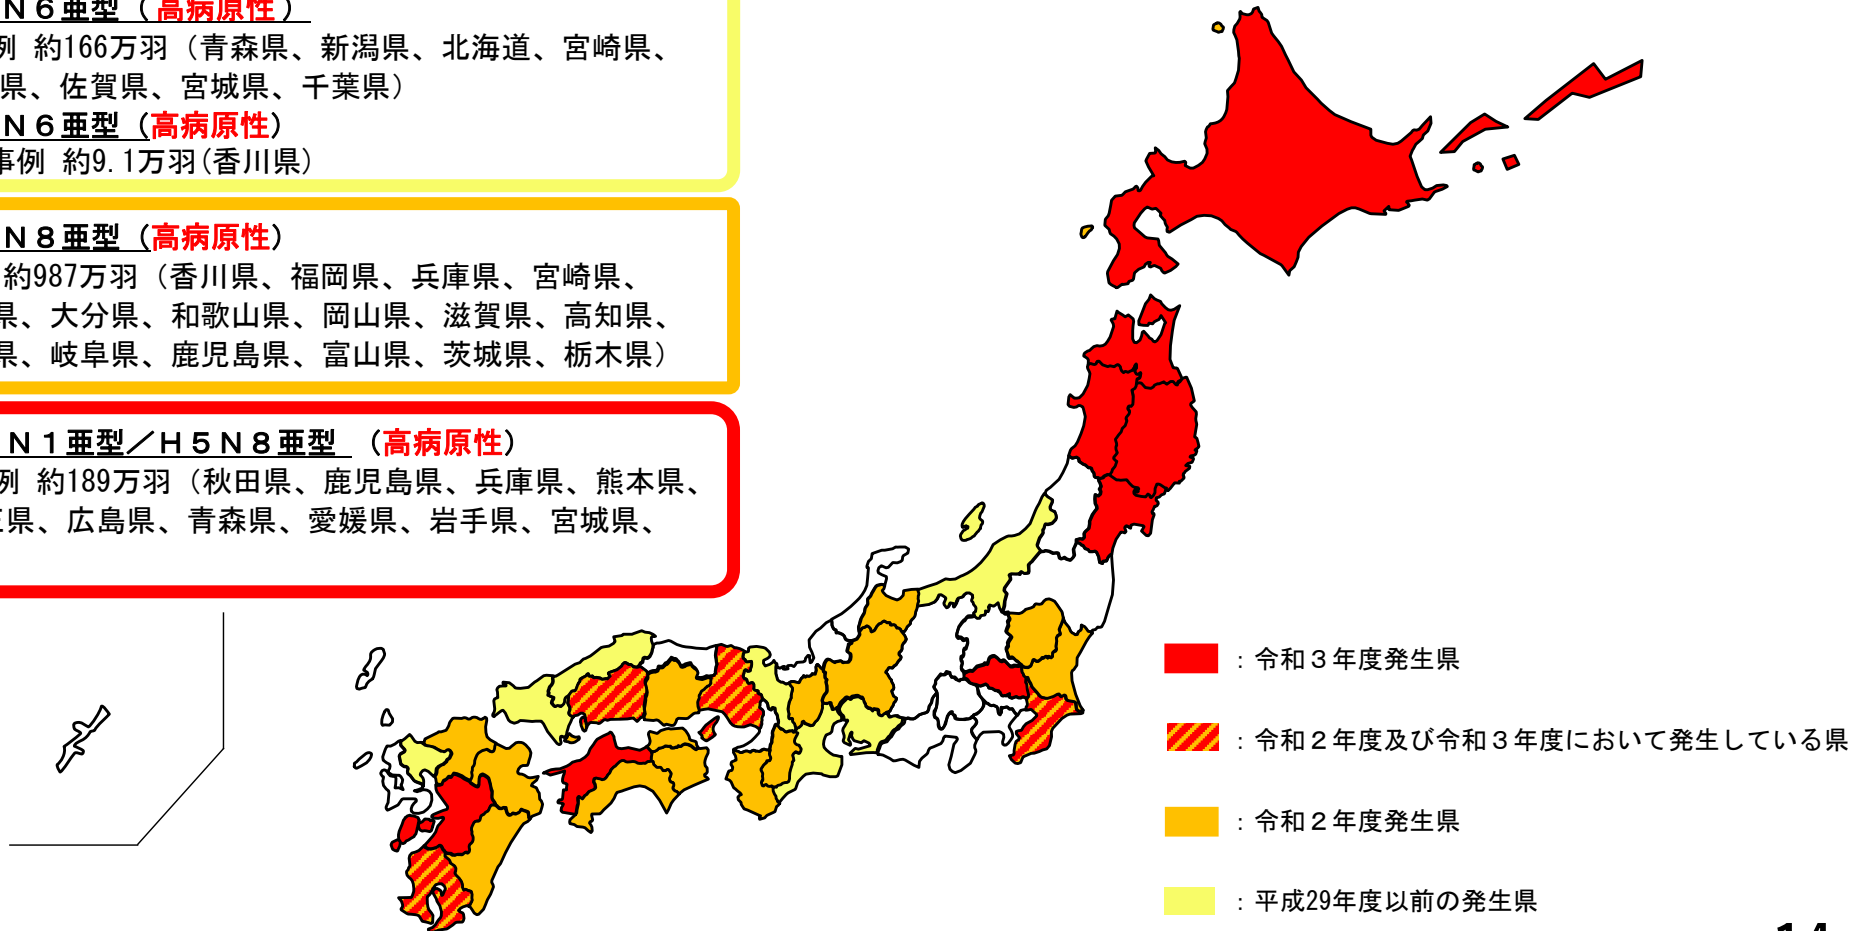 Ｎ６亜型（高病原性）
例 約166万羽（青森県、新潟県、北海道、宮崎県、
県、佐賀県、宮城県、千葉県）
Ｎ６亜型（高病原性）
事例 約9.1万羽(香川県)
Ｎ８亜型（高病原性）
約987万羽（香川県、福岡県、兵庫県、宮崎県、
県、大分県、和歌山県、岡山県、滋賀県、高知県、
県、岐阜県、鹿児島県、富山県、茨城県、栃木県）
Ｎ１亜型／Ｈ５Ｎ８亜型 （高病原性）
例 約189万羽（秋田県、鹿児島県、兵庫県、熊本県、
県、広島県、青森県、愛媛県、岩手県、宮城県、
：令和３年度発生県
：令和２年度及び令和３年度において発生している県
：令和２年度発生県
：平成29年度以前の発生県